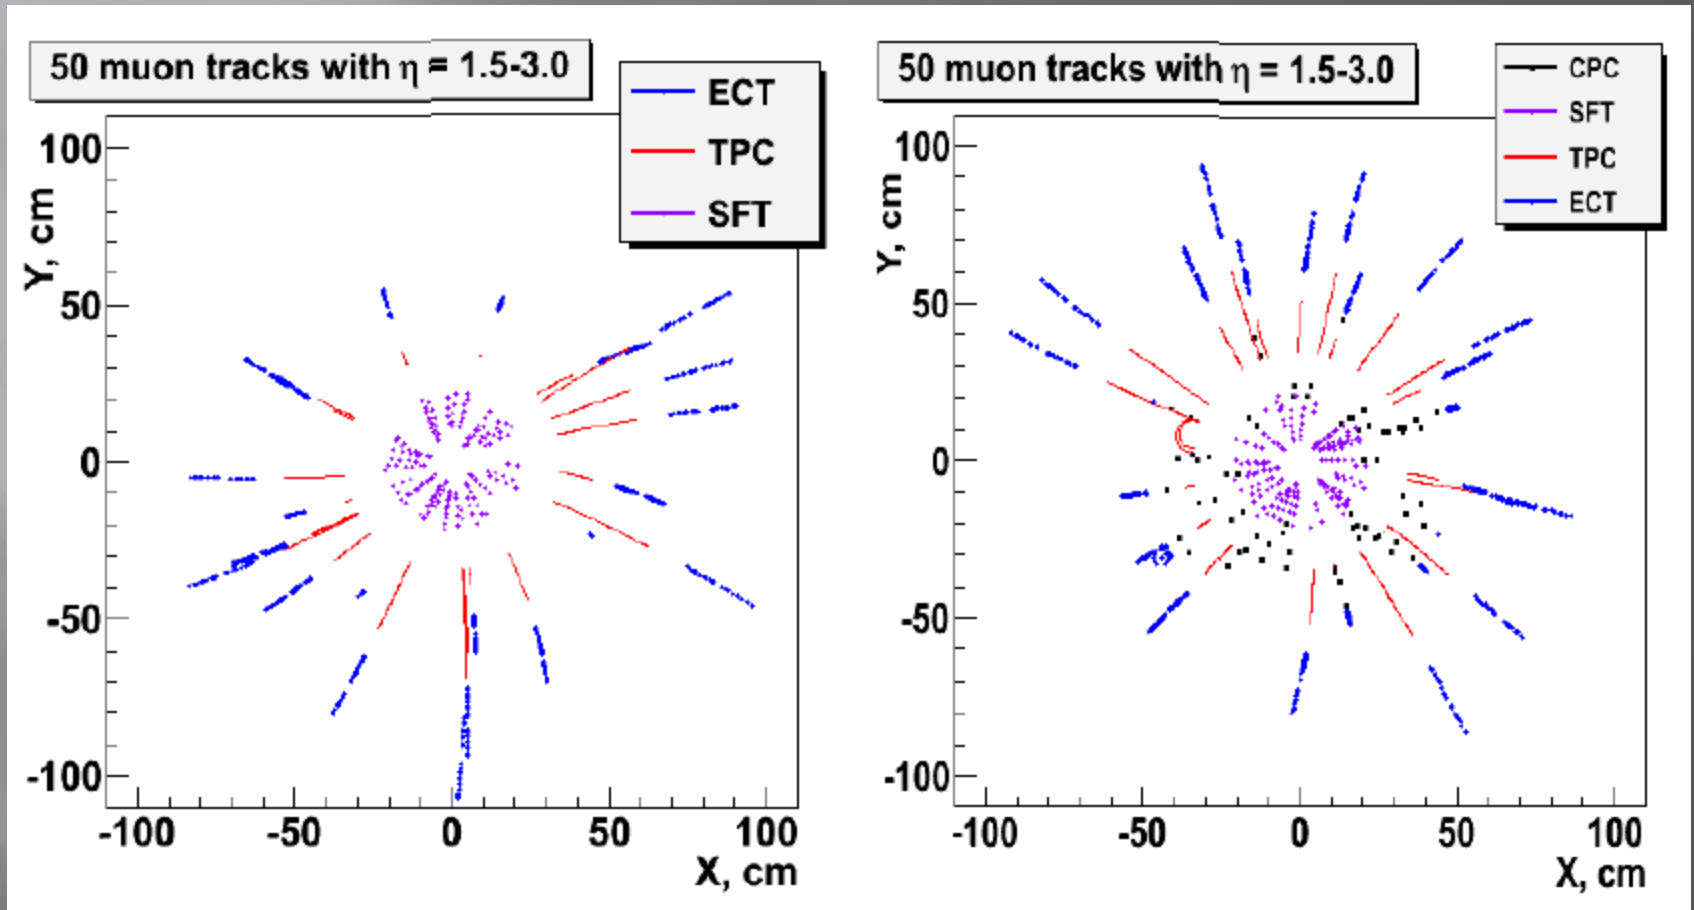 50 muon tracks with η = 1.5-3.0
ECT
TPC
SFT
Y, cm
100
50
0
-50
-100
-100 -50 0 50 100
X, cm
50 muon tracks with η = 1.5-3.0
CPC
SFT
TPC
ECT
Y, cm
100
50
0
-50
-100
-100 -50 0 50 100
X, cm